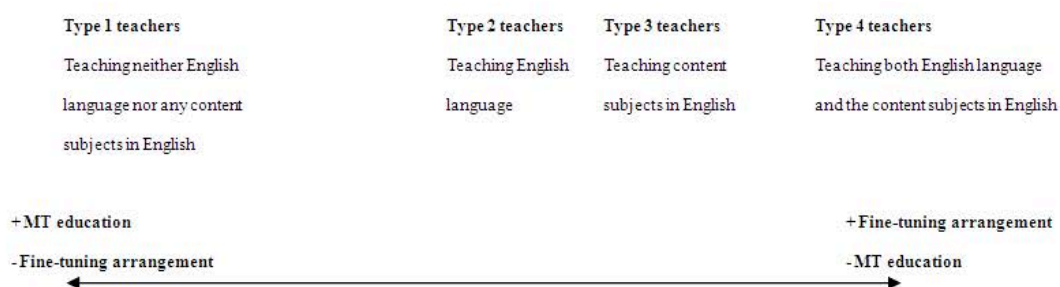 Type 1 teachers Type 2 teachers Type 3 teachers Type 4 teachers
Teaching neither English Teaching English Teaching content Teaching both English language
language nor any content language subjects in English and the content subjects in English
subjects in English
+MT education +Fine-tuning arrangement
-Fine-tuning arrangement -MT education